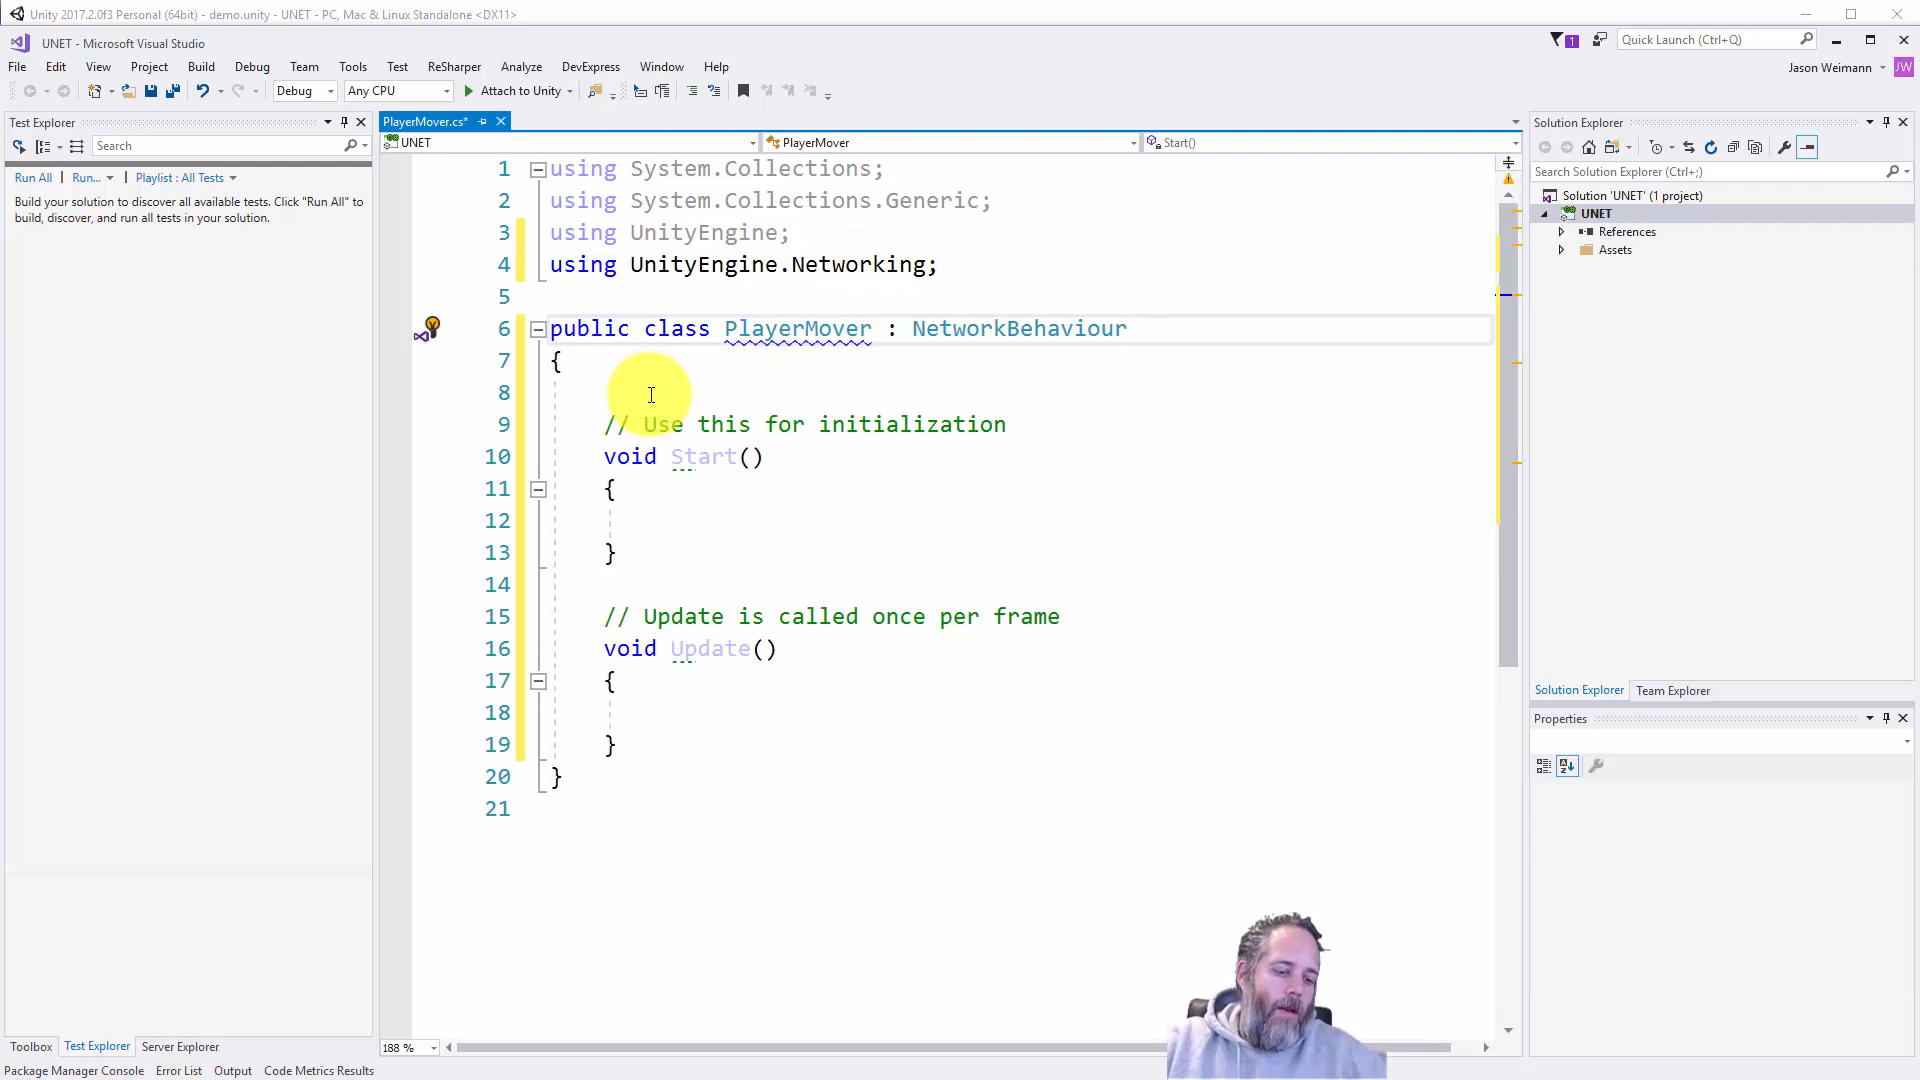 Unity 2017.2.0f3 Personal (64bit) - demo.unity - UNET - PC, Mac & Linux Standalone <DX11>
UNET - Microsoft Visual Studio
1
Quick Launch (Ctrl+Q)
File Edit View Project Build Debug Team Tools Test ReSharper Analyze DevExpress Window Help
Jason Weimann JW
Debug Any CPU Attach to Unity
Test Explorer
Search
Run All | Run... | Playlist : All Tests
Build your solution to discover all available tests. Click "Run All" to
build, discover, and run all tests in your solution.
PlayerMover.cs*
UNET PlayerMover Start()
1 using System.Collections;
2 using System.Collections.Generic;
3 using UnityEngine;
4 using UnityEngine.Networking;
5
6 public class PlayerMover : NetworkBehaviour
7 {
8
9 // Use this for initialization
10 void Start()
11 {
12
13 }
14
15 // Update is called once per frame
16 void Update()
17 {
18
19 }
20 }
21
188 %
Solution Explorer
Search Solution Explorer (Ctrl+;)
Solution 'UNET' (1 project)
UNET
References
Assets
Solution Explorer Team Explorer
Properties
Toolbox Test Explorer Server Explorer
Package Manager Console Error List Output Code Metrics Results